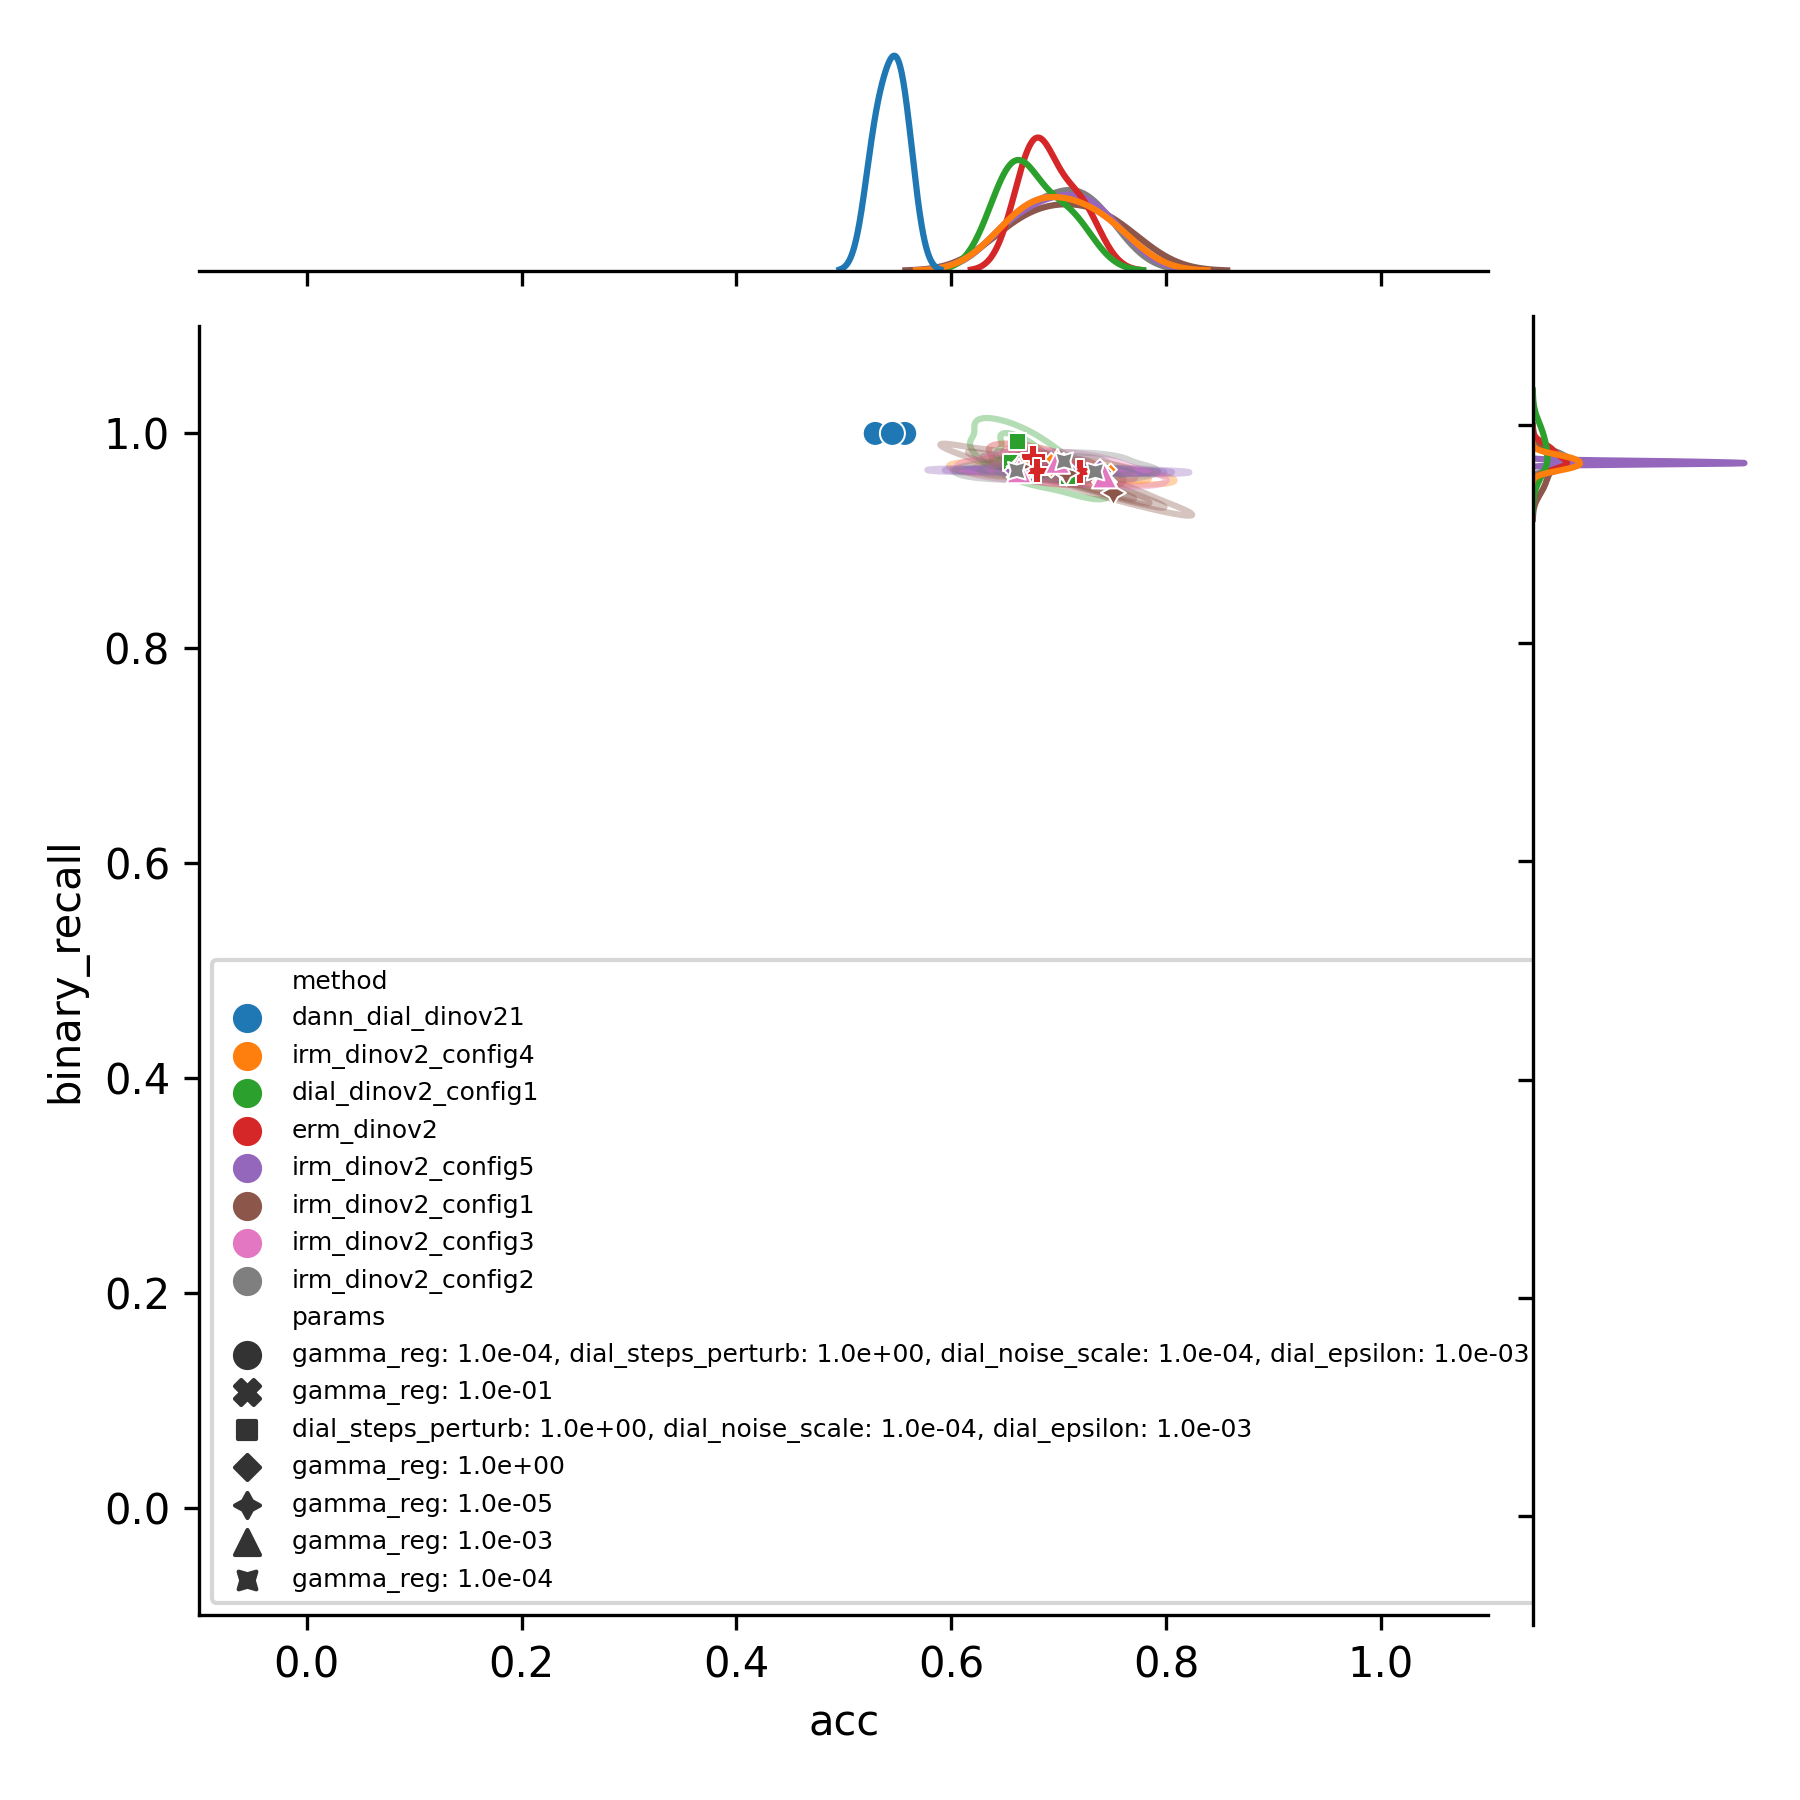 1.0
0.8
0.6
0.4
0.2
0.0
binary_recall
method
dann_dial_dinov21
irm_dinov2_config4
dial_dinov2_config1
erm_dinov2
irm_dinov2_config5
irm_dinov2_config1
irm_dinov2_config3
irm_dinov2_config2
params
gamma_reg: 1.0e-04, dial_steps_perturb: 1.0e+00, dial_noise_scale: 1.0e-04, dial_epsilon: 1.0e-03
gamma_reg: 1.0e-01
dial_steps_perturb: 1.0e+00, dial_noise_scale: 1.0e-04, dial_epsilon: 1.0e-03
gamma_reg: 1.0e+00
gamma_reg: 1.0e-05
gamma_reg: 1.0e-03
gamma_reg: 1.0e-04
0.0 0.2 0.4 0.6 0.8 1.0
acc